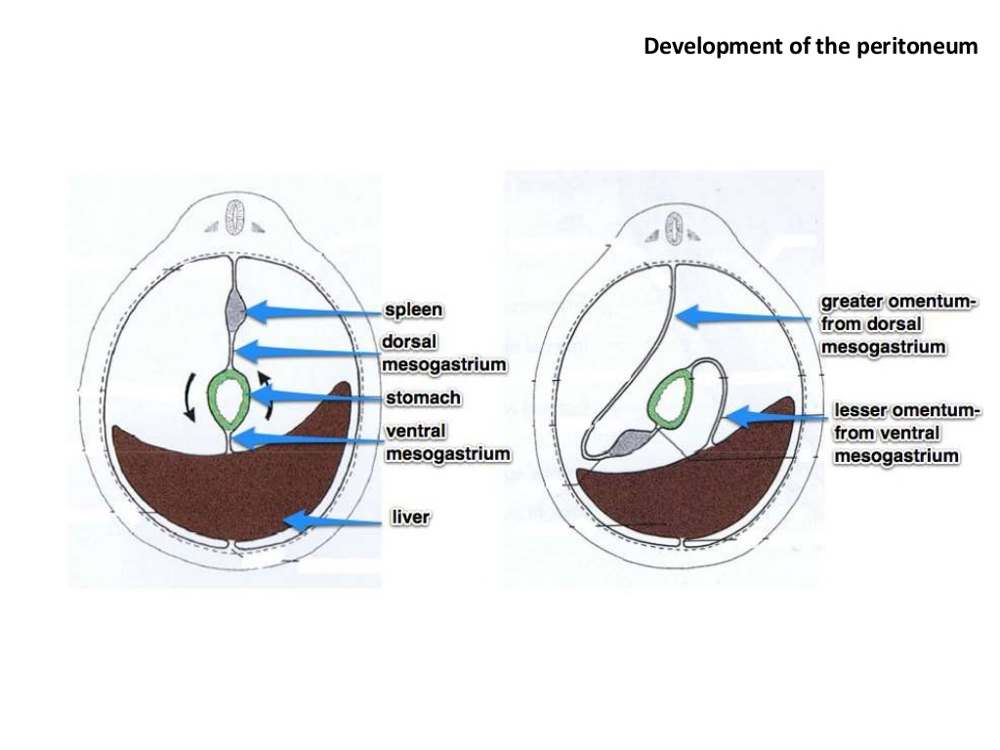 Development of the peritoneum
spleen
dorsal
mesogastrium
stomach
ventral
mesogastrium
liver
greater omentum-
from dorsal
mesogastrium
lesser omentum-
from ventral
mesogastrium